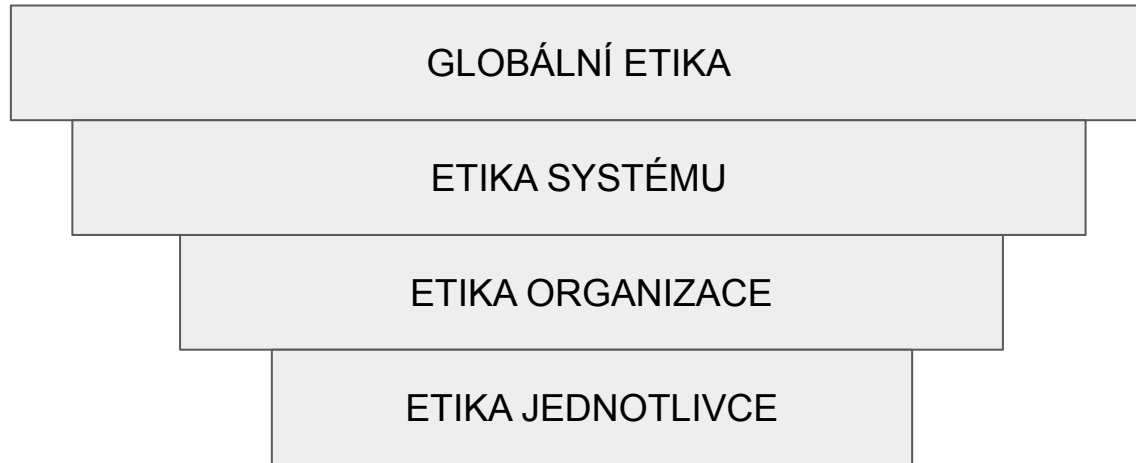 GLOBÁLNÍ ETIKA
ETIKA SYSTÉMU
ETIKA ORGANIZACE
ETIKA JEDNOTLIVCE